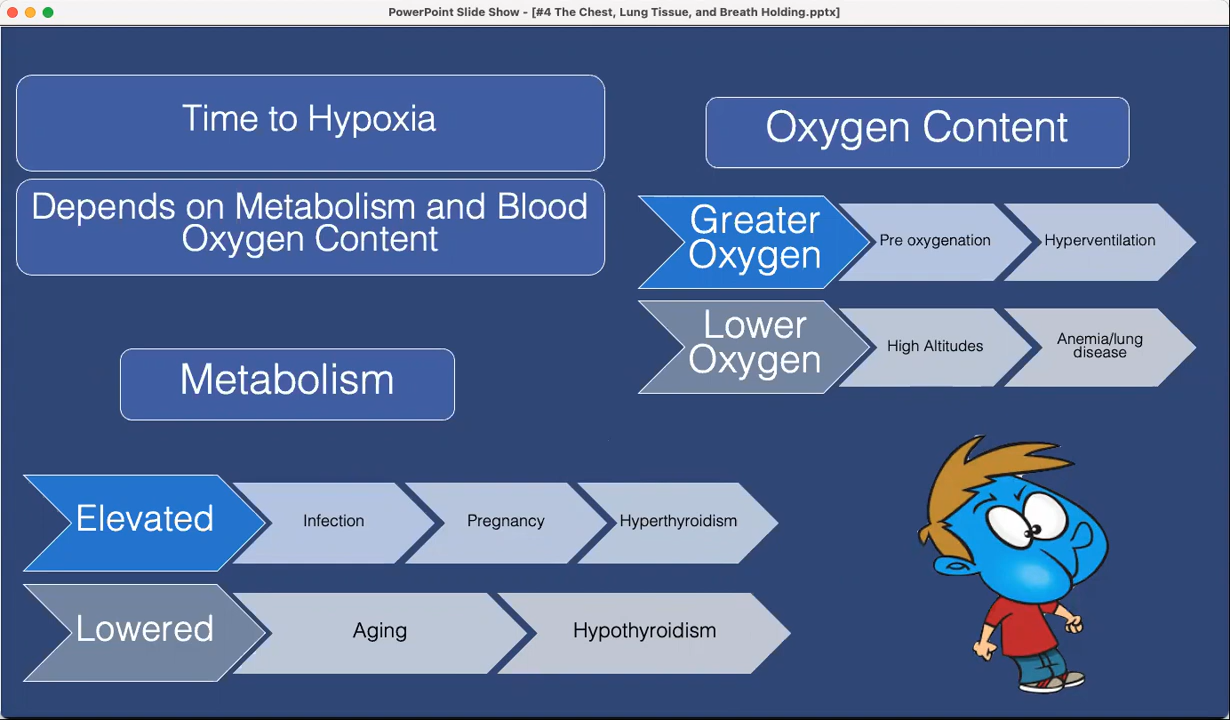 PowerPoint Slide Show - [#4 The Chest, Lung Tissue, and Breath Holding.pptx]
Time to Hypoxia
Depends on Metabolism and Blood
Oxygen Content
Oxygen Content
Greater
Oxygen
Pre oxygenation
Hyperventilation
Lower
Oxygen
High Altitudes
Anemia/lung
disease
Metabolism
Elevated
Infection
Pregnancy
Hyperthyroidism
Lowered
Aging
Hypothyroidism